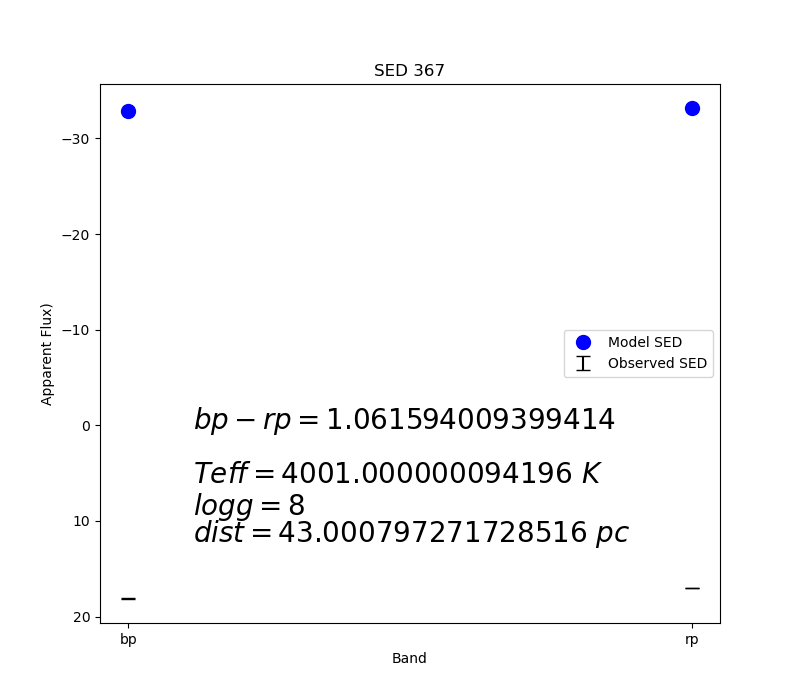 SED 367
−30
−20
−10
0
10
20
Apparent Flux)
Model SED
Observed SED
bp − rp = 1.061594009399414
Teff = 4001.000000094196 K
logg = 8
dist = 43.000797271728516 pc
bp
rp
Band